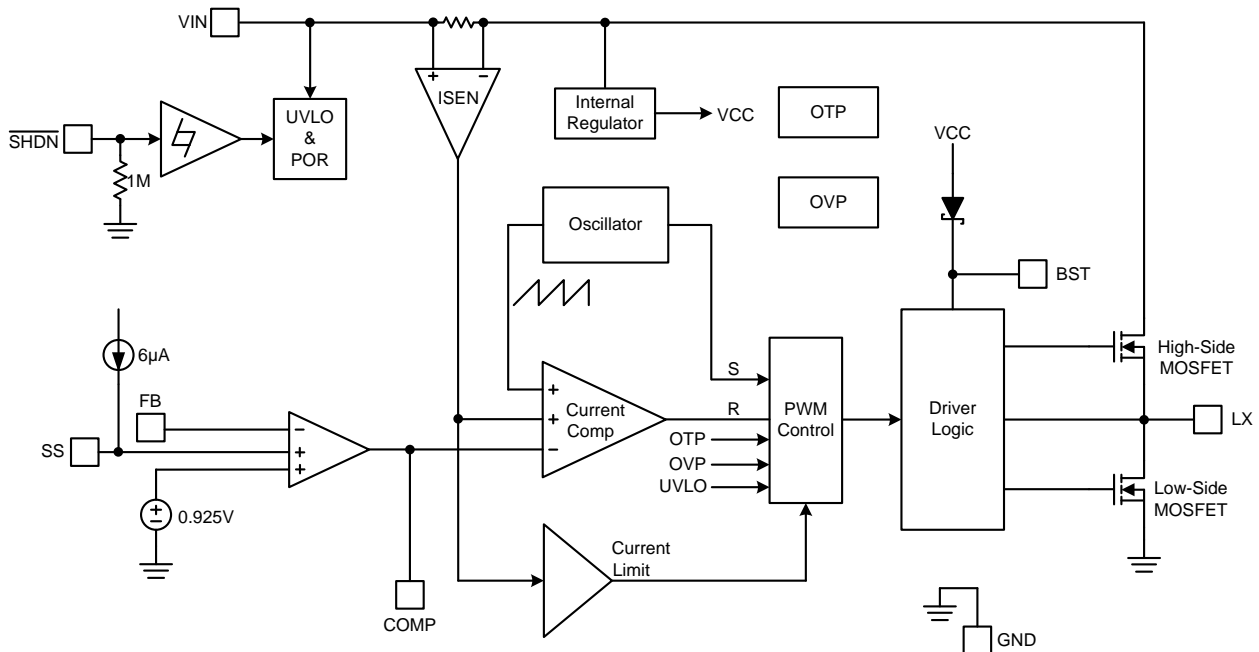 VIN
ISEN
+
−
UVLO
&
POR
SHDN
1M
Internal
Regulator
VCC
OTP
OVP
VCC
BST
Oscillator
6µA
FB
SS
−
+
+
0.925V
COMP
+
+
−
Current
Comp
S
R
OTP
OVP
UVLO
PWM
Control
Current
Limit
Driver
Logic
High-Side
MOSFET
LX
Low-Side
MOSFET
GND